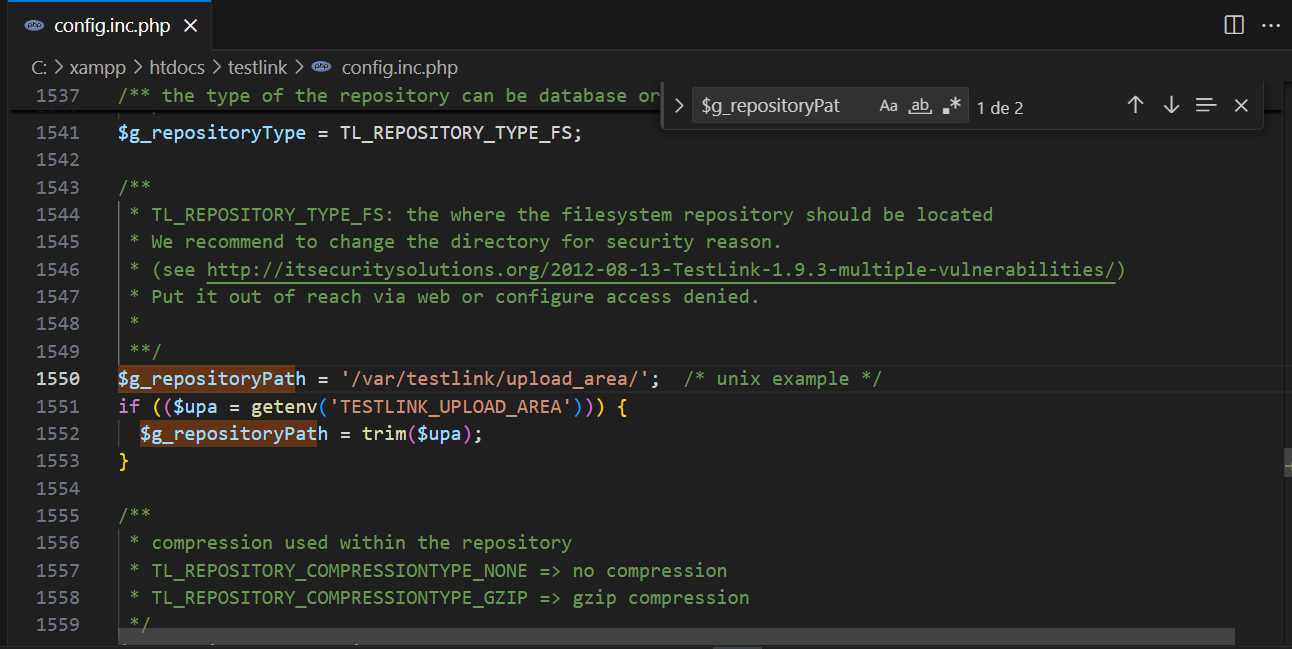 config.inc.php
C: > xampp > htdocs > testlink > config.inc.php
$g_repositoryPat Aa ab 1 de 2
1537 /** the type of the repository can be database or
1541 $g_repositoryType = TL_REPOSITORY_TYPE_FS;
1542
1543 /**
1544 * TL_REPOSITORY_TYPE_FS: the where the filesystem repository should be located
1545 * We recommend to change the directory for security reason.
1546 * (see http://itsecuritysolutions.org/2012-08-13-TestLink-1.9.3-multiple-vulnerabilities/)
1547 * Put it out of reach via web or configure access denied.
1548 *
1549 **/
1550 $g_repositoryPath = '/var/testlink/upload_area/'; /* unix example */
1551 if (($upa = getenv('TESTLINK_UPLOAD_AREA'))) {
1552 $g_repositoryPath = trim($upa);
1553 }
1554
1555 /**
1556 * compression used within the repository
1557 * TL_REPOSITORY_COMPRESSIONTYPE_NONE => no compression
1558 * TL_REPOSITORY_COMPRESSIONTYPE_GZIP => gzip compression
1559 */